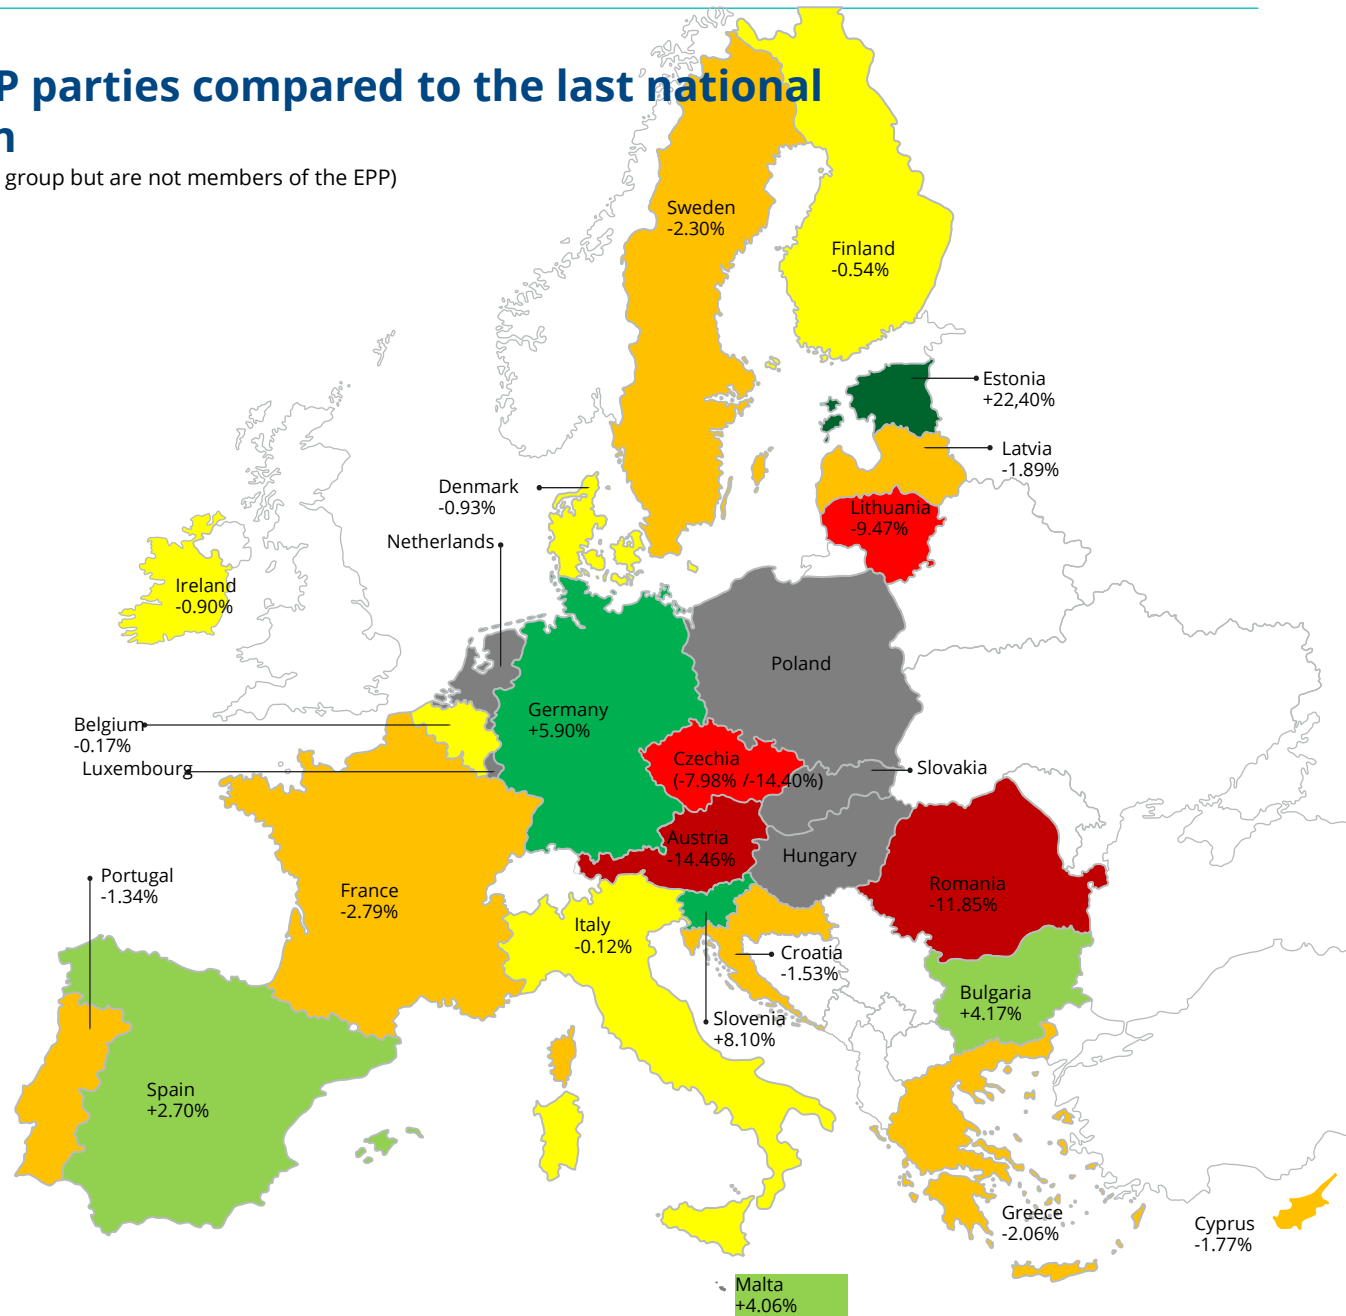 P parties compared to the last national
n
group but are not members of the EPP)
Sweden
-2.30%
Finland
-0.54%
Estonia
+22,40%
Latvia
-1.89%
Lithuania
-9.47%
Denmark
-0.93%
Netherlands
Ireland
-0.90%
Poland
Germany
+5.90%
Belgium
-0.17%
Luxembourg
Czechia
(-7.98% /-14.40%)
Slovakia
Austria
-14.46%
Hungary
Romania
-11.85%
Portugal
-1.34%
France
-2.79%
Italy
-0.12%
Croatia
-1.53%
Bulgaria
+4.17%
Slovenia
+8.10%
Spain
+2.70%
Greece
-2.06%
Cyprus
-1.77%
Malta
+4.06%